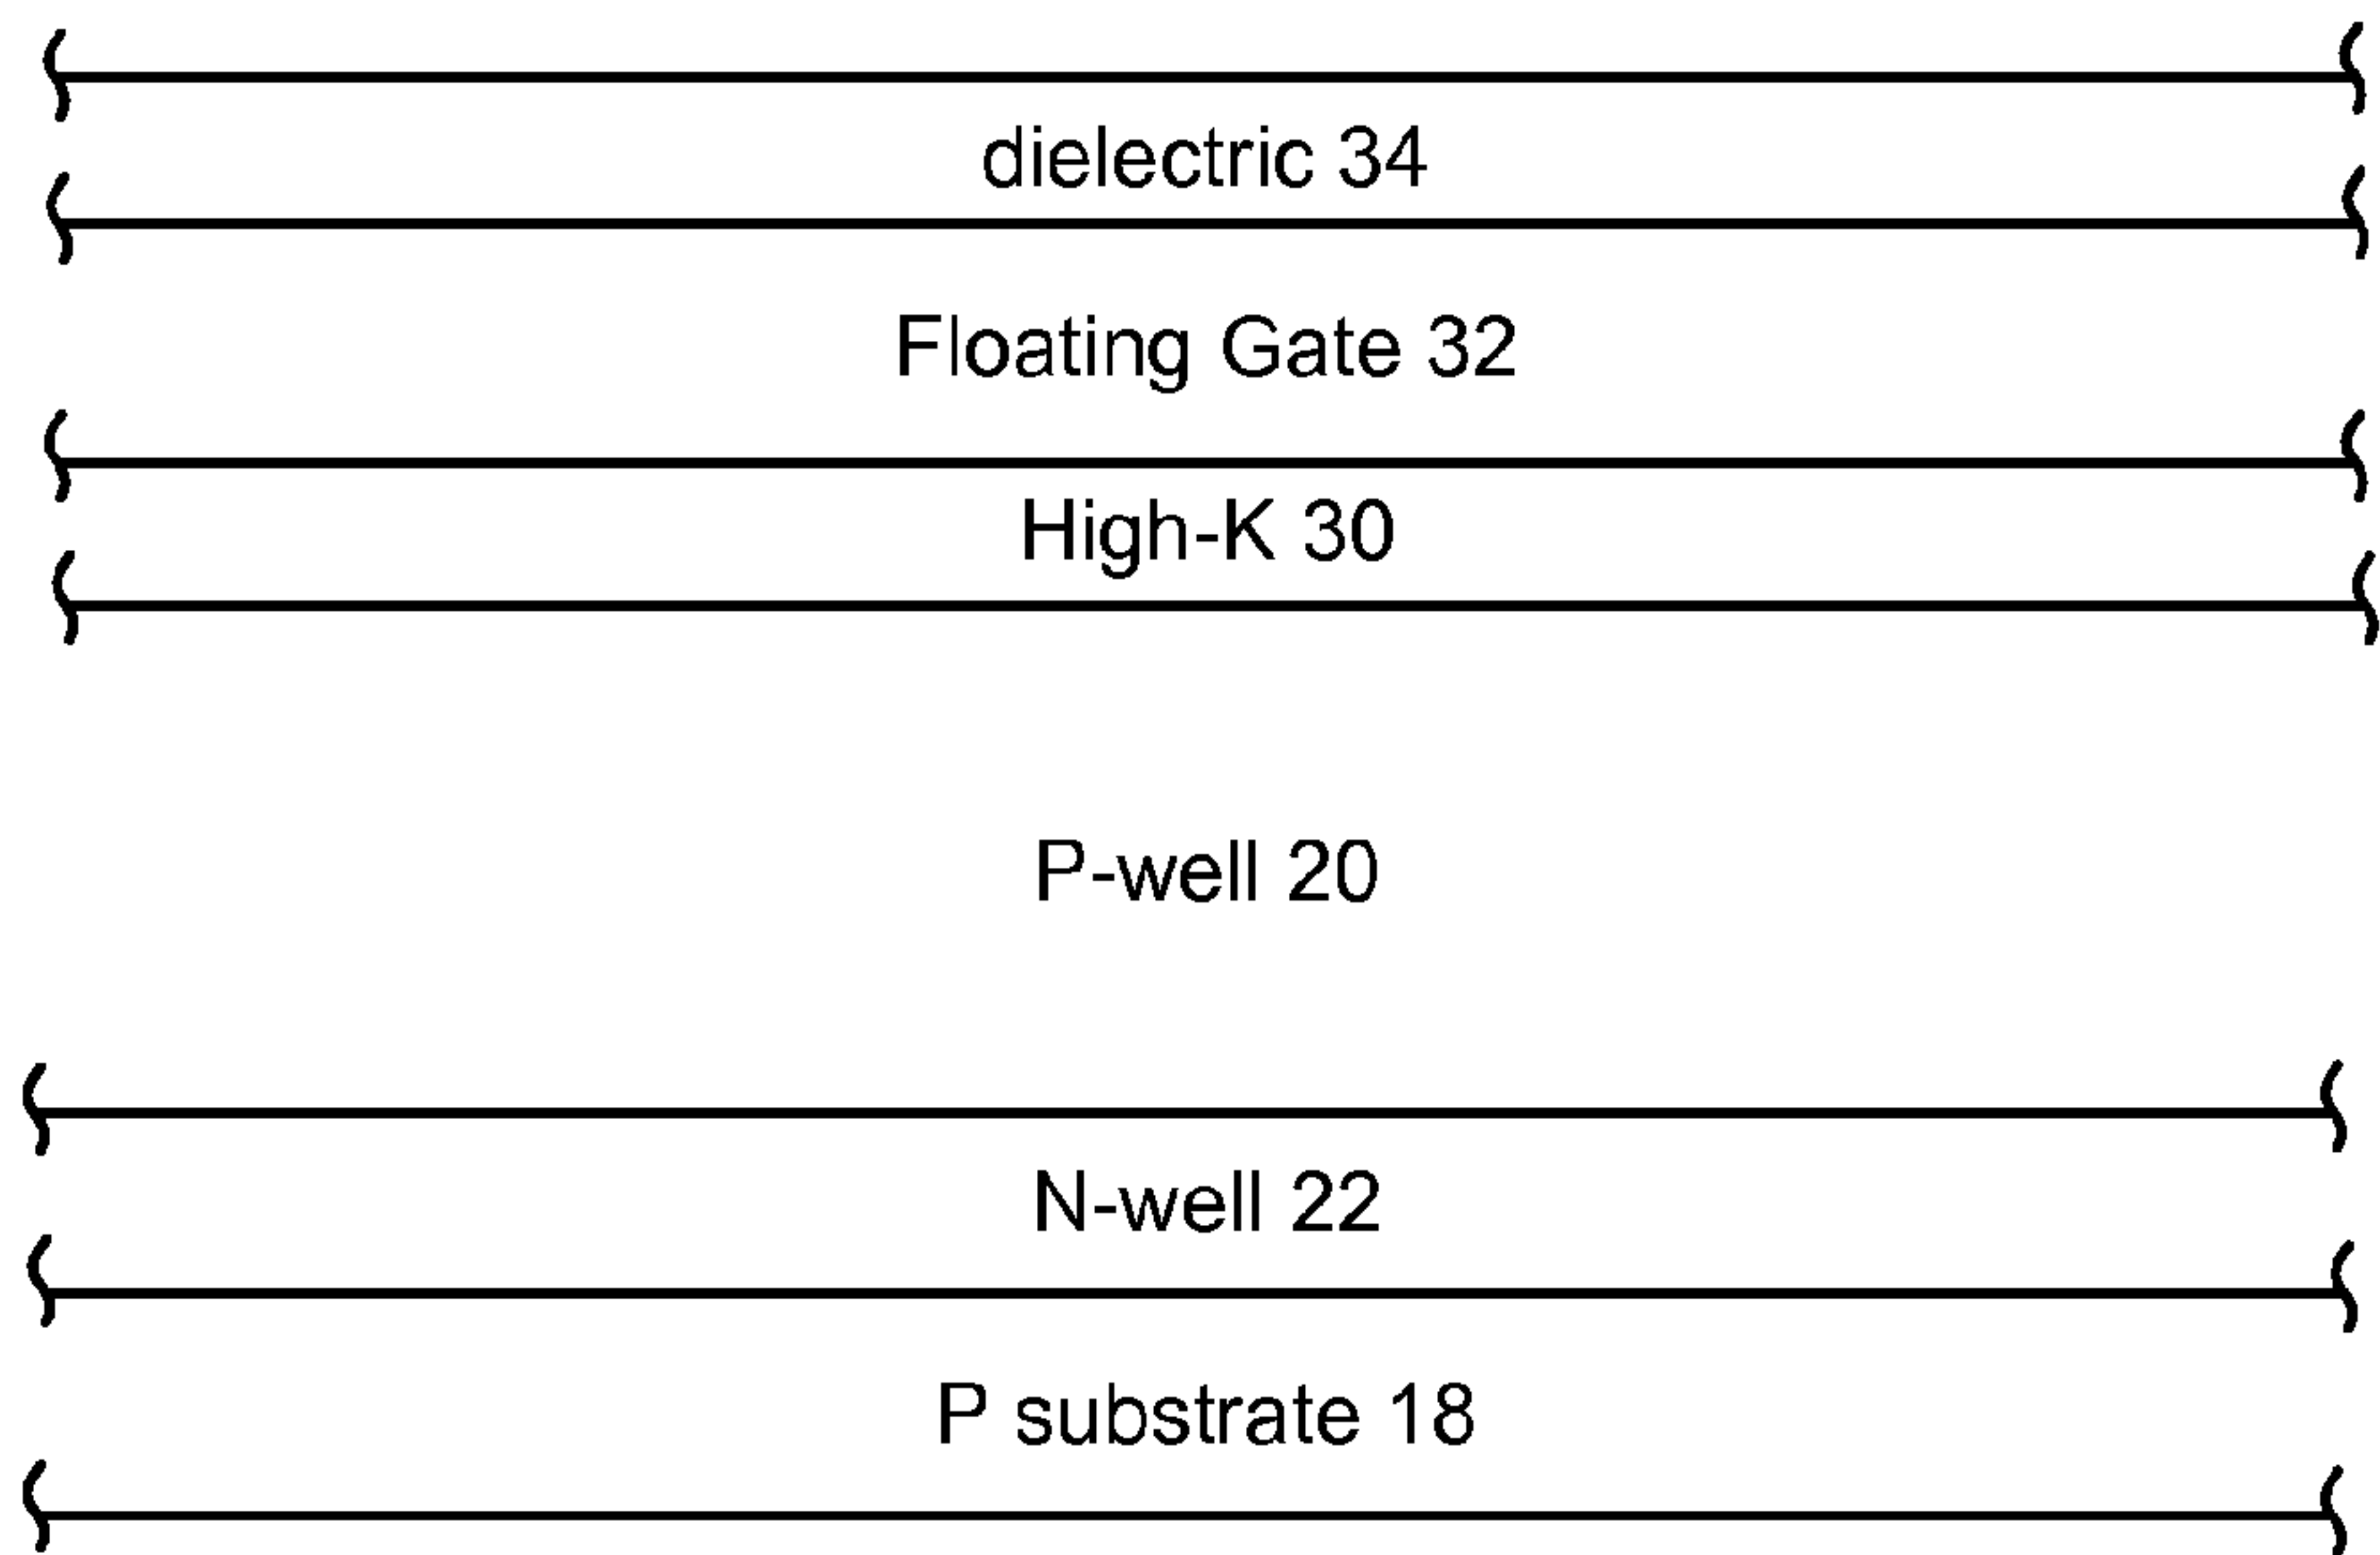 dielectric 34
Floating Gate 32
High-K 30
P-well 20
N-well 22
P substrate 18